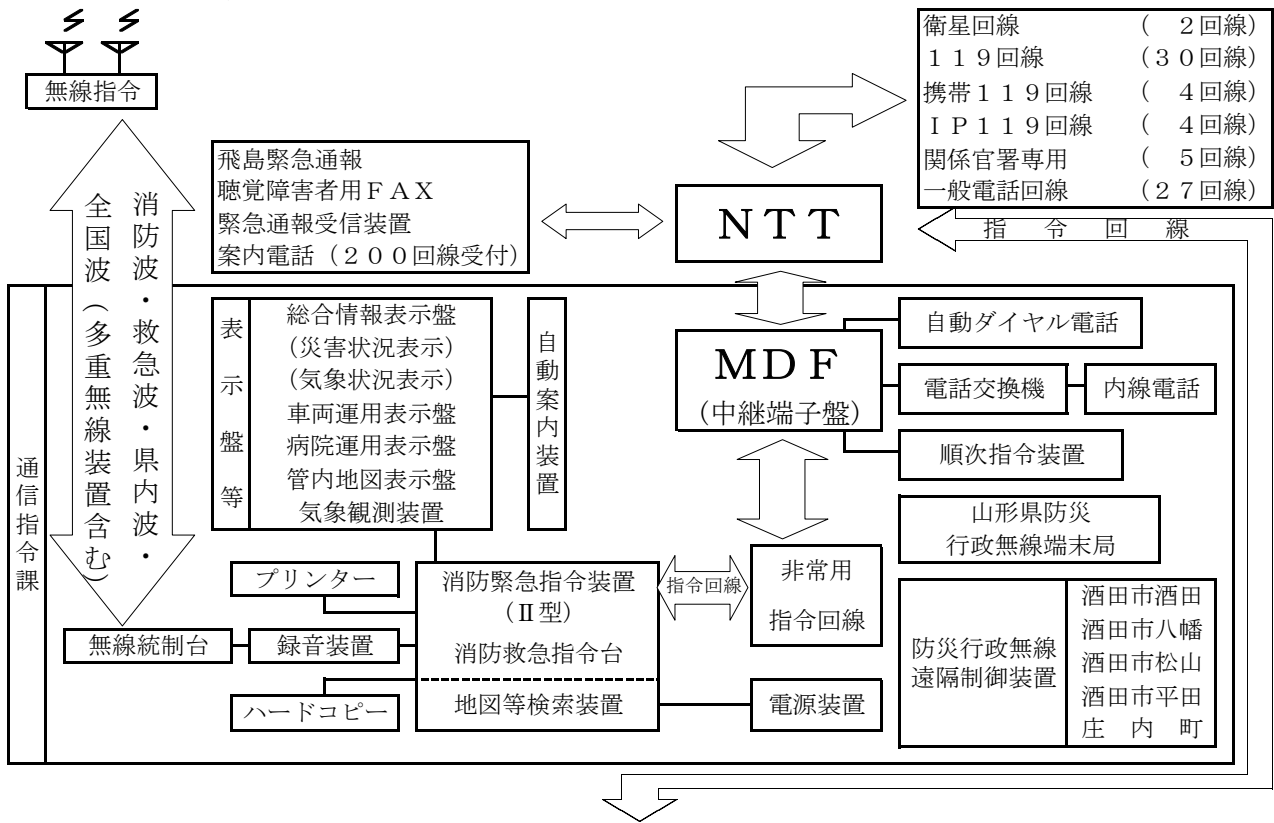 無線指令
消防波・救急波・県内波・
全国波（多重無線装置含む）
飛島緊急通報
聴覚障害者用ＦＡＸ
緊急通報受信装置
案内電話（２００回線受付）
衛星回線　（　２回線）
１１９回線　（３０回線）
携帯１１９回線　（　４回線）
ＩＰ１１９回線　（　４回線）
関係官署専用　（　５回線）
一般電話回線　（２７回線）
ＮＴＴ
指　令　回　線
通信指令課
表示盤等
総合情報表示盤
（災害状況表示）
（気象状況表示）
車両運用表示盤
病院運用表示盤
管内地図表示盤
気象観測装置
自動案内装置
ＭＤＦ
（中継端子盤）
自動ダイヤル電話
電話交換機
内線電話
順次指令装置
山形県防災
行政無線端末局
プリンター
無線統制台
録音装置
ハードコピー
消防緊急指令装置
（Ⅱ型）
消防救急指令台
地図等検索装置
指令回線
非常用
指令回線
電源装置
防災行政無線
遠隔制御装置
酒田市酒田
酒田市八幡
酒田市松山
酒田市平田
庄　内　町